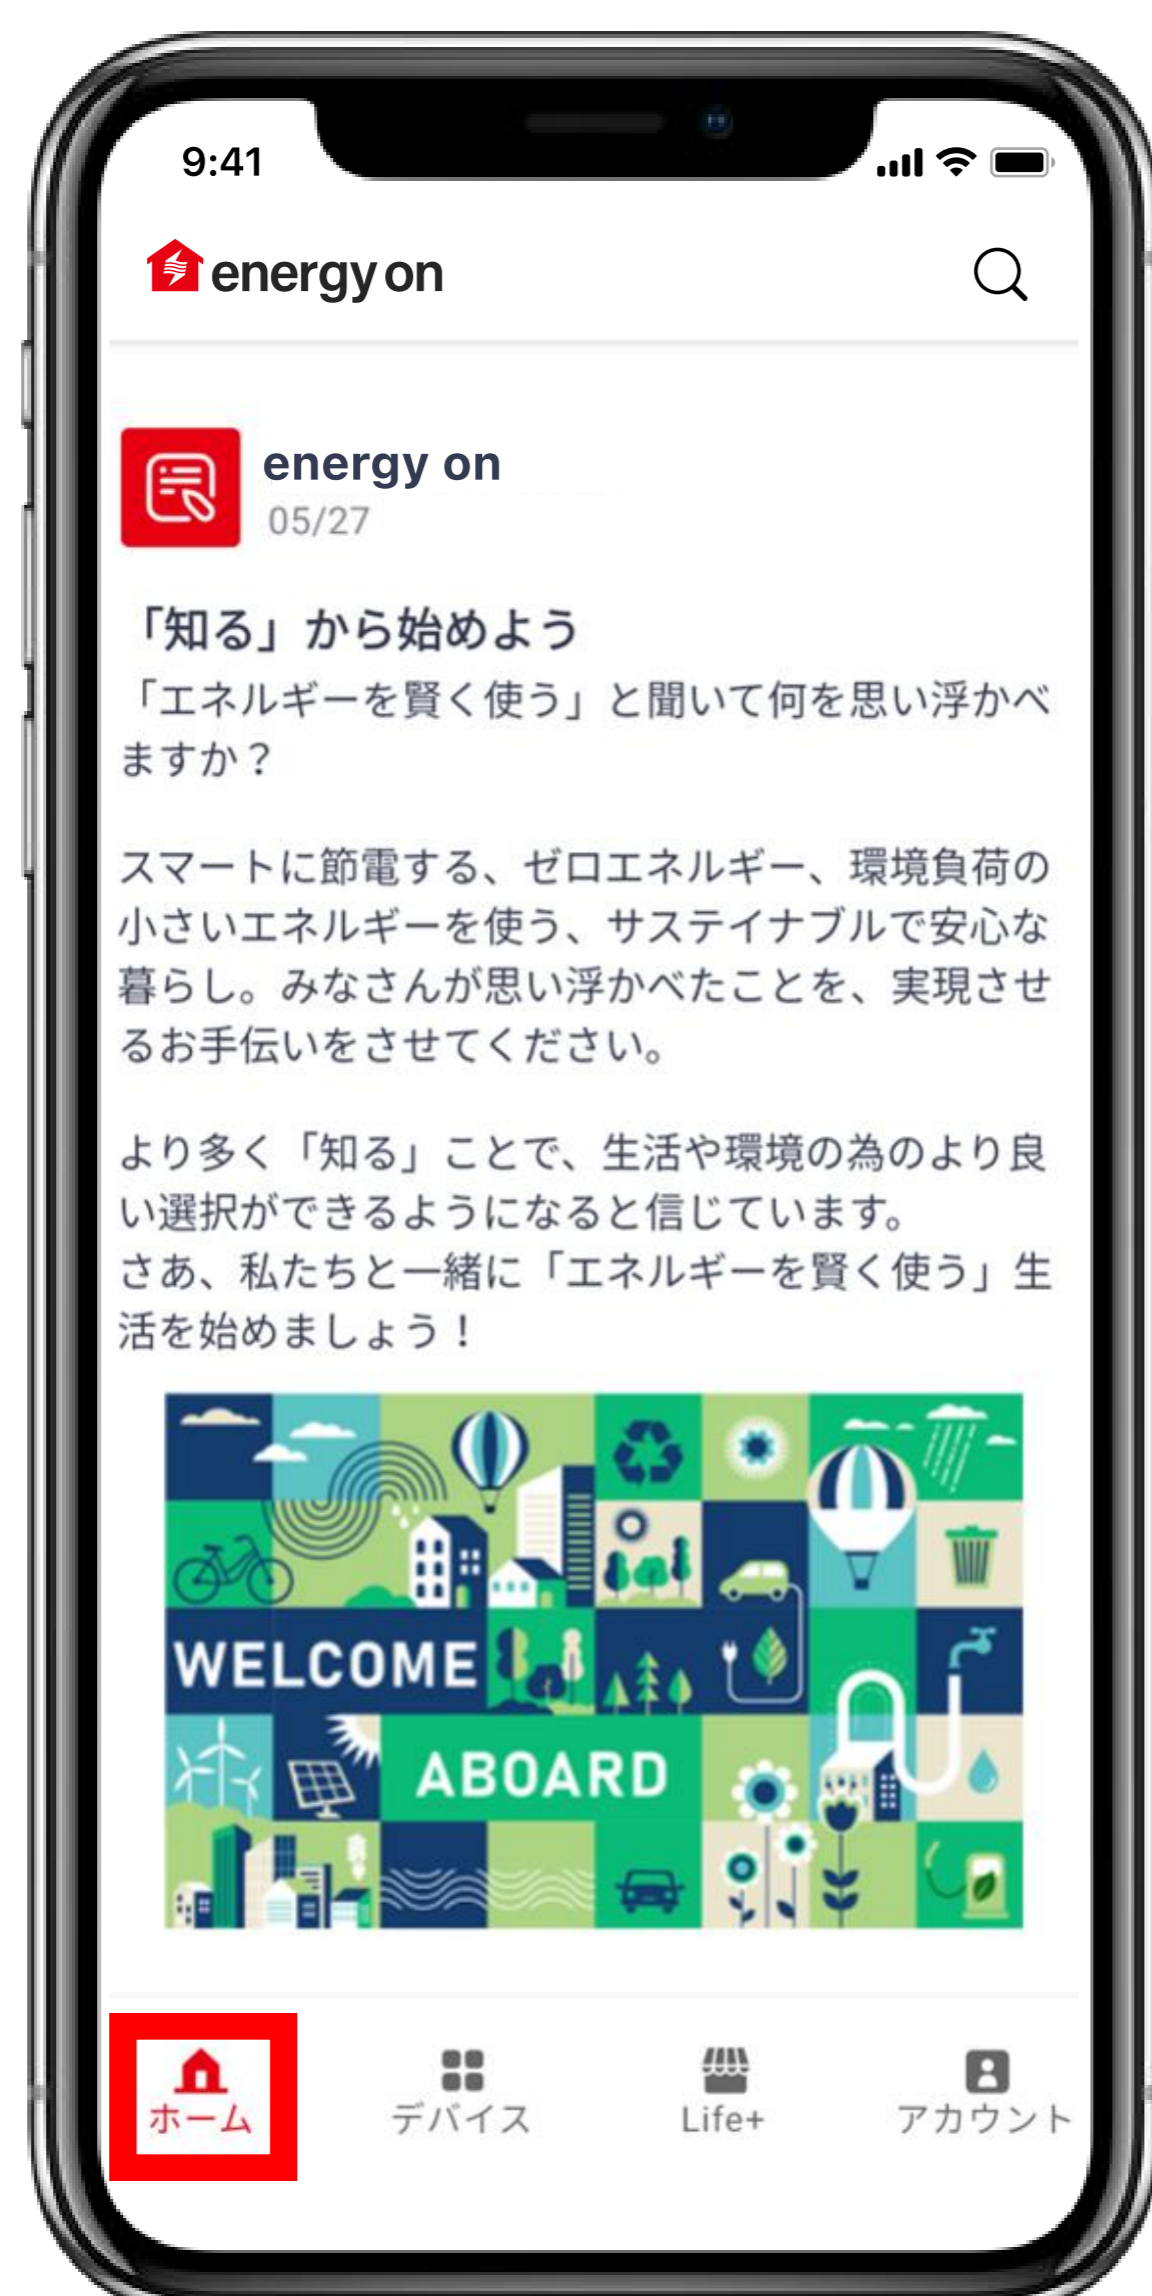 9:41
energy on
energy on
05/27
「知る」から始めよう
「エネルギーを賢く使う」と聞いて何を思い浮かべ
ますか？
スマートに節電する、ゼロエネルギー、環境負荷の
小さいエネルギーを使う、サステイナブルで安心な
暮らし。みなさんが思い浮かべたことを、実現させ
るお手伝いをさせてください。
より多く「知る」ことで、生活や環境の為のより良
い選択ができるようになると信じています。
さあ、私たちと一緒に「エネルギーを賢く使う」生
活を始めましょう！
WELCOME
ABOARD
ホーム
デバイス
Life+
アカウント